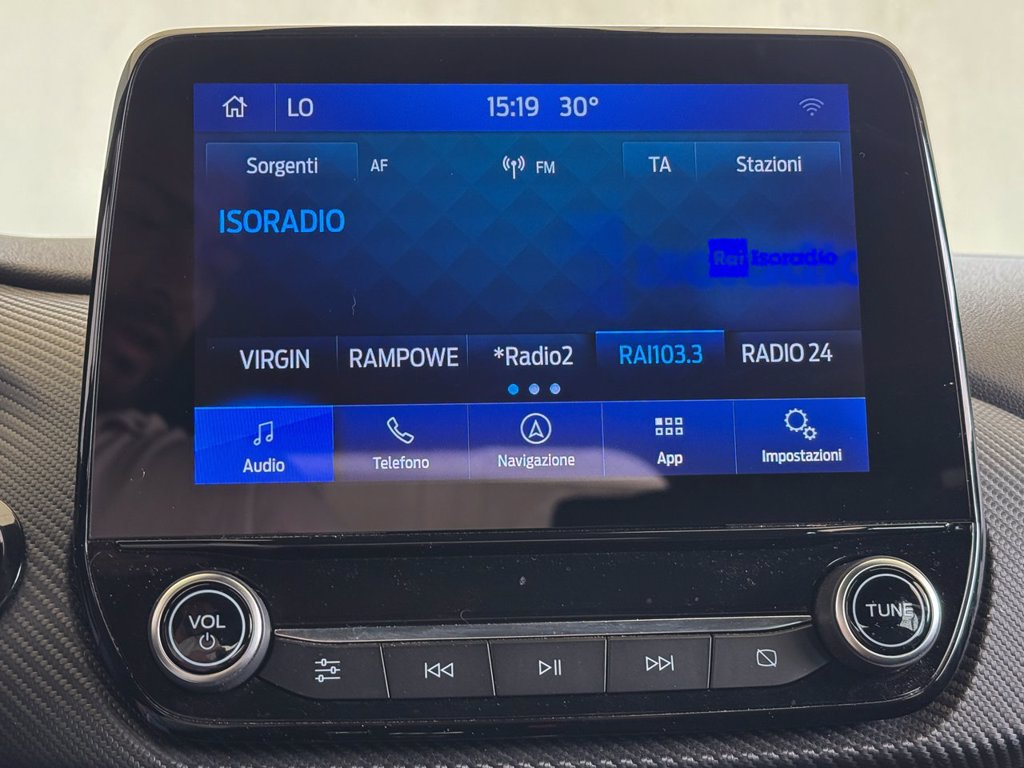 LO 15:19 30°
Sorgenti AF FM TA Stazioni
ISORADIO
Rai Isoradio
VIRGIN RAMPOWE *Radio2 RAI103.3 RADIO 24
Audio Telefono Navigazione App Impostazioni
VOL TUNE